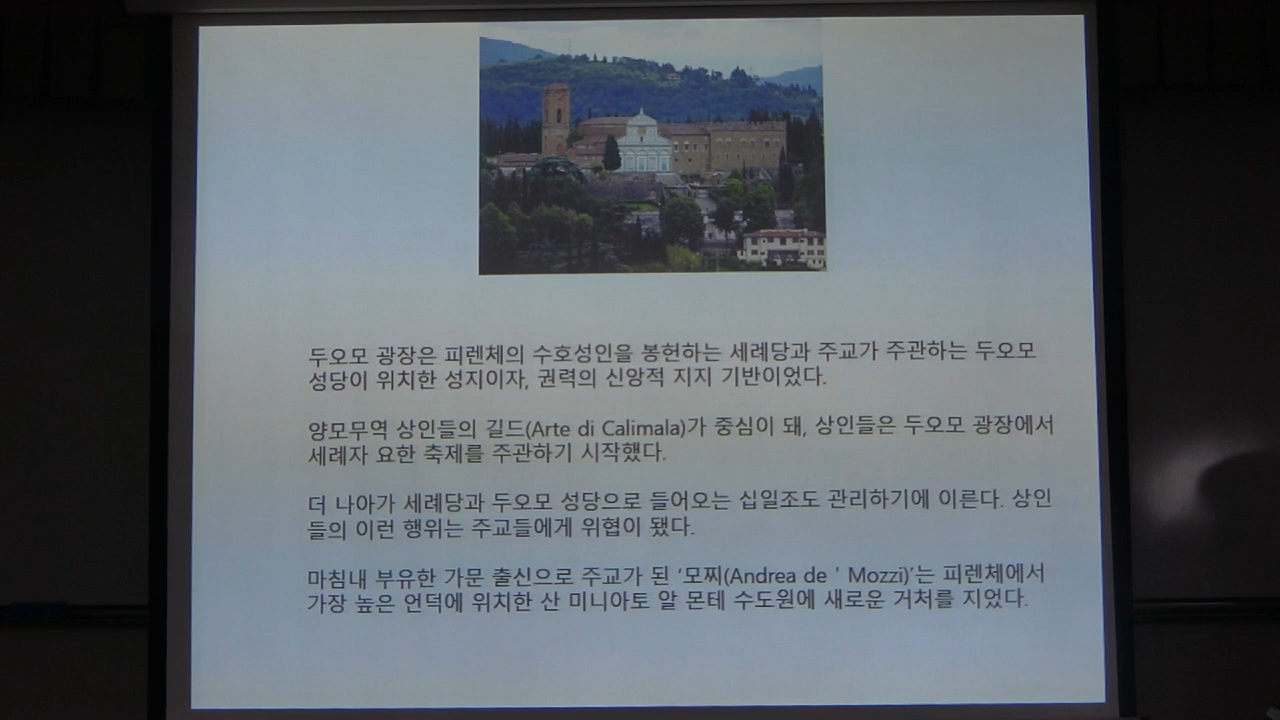 두오모 광장은 피렌체의 수호성인을 봉헌하는 세례당과 주교가 주관하는 두오모
성당이 위치한 성지이자, 권력의 신앙적 지지 기반이었다.
양모무역 상인들의 길드(Arte di Calimala)가 중심이 돼, 상인들은 두오모 광장에서
세례자 요한 축제를 주관하기 시작했다.
더 나아가 세례당과 두오모 성당으로 들어오는 십일조도 관리하기에 이른다. 상인
들의 이런 행위는 주교들에게 위협이 됐다.
마침내 부유한 가문 출신으로 주교가 된 ‘모찌(Andrea de ' Mozzi)’는 피렌체에서
가장 높은 언덕에 위치한 산 미니아토 알 몬테 수도원에 새로운 거처를 지었다.